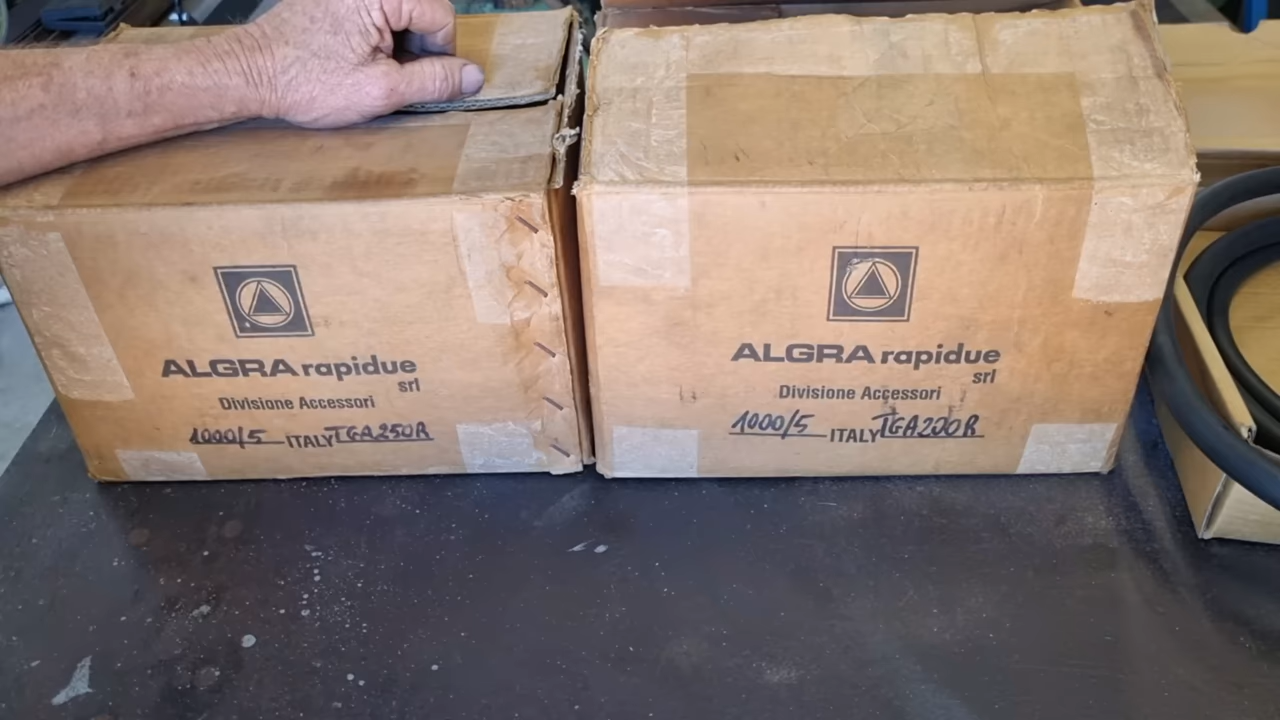 ALGRA rapidue
srl
Divisione Accessori
1000/5 ITALY TGA250R
ALGRA rapidue
srl
Divisione Accessori
1000/5 ITALY TGA200R